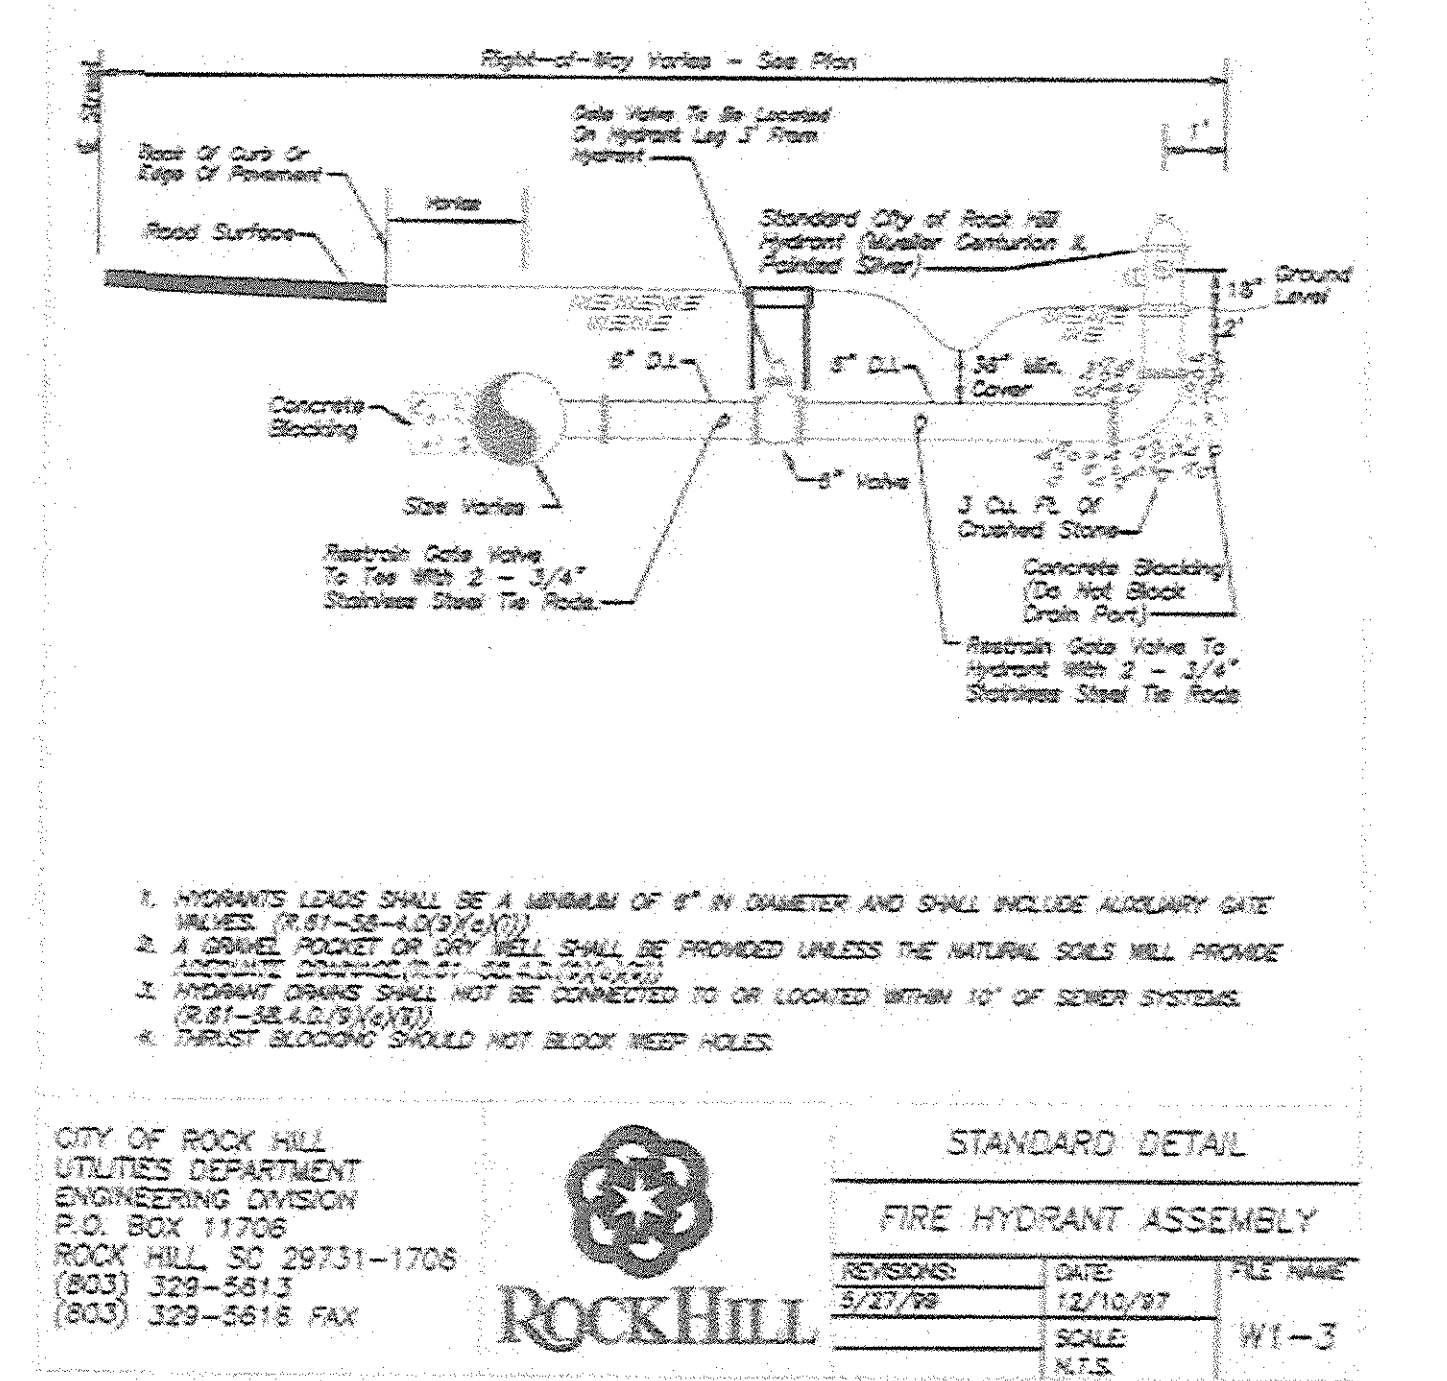 Right-of-Way Varies - See Plan
Gate Valve To Be Located
On Hydrant Leg 3' From
Hydrant
1'
Back Of Curb Or
Edge Of Pavement
Varies
Road Surface
Standard City of Rock Hill
Hydrant (Mueller Centurion &
Painted Silver)
18"
Ground
Level
2'
6" D.I.
6" D.I.
36" Min.
Cover
Concrete
Blocking
6" Valve
Size Varies
3 Cu. Ft. Of
Crushed Stone
Restrain Gate Valve
To Tee With 2 - 3/4"
Stainless Steel Tie Rods.
Concrete Blocking
(Do Not Block
Drain Port)
Restrain Gate Valve To
Hydrant With 2 - 3/4"
Stainless Steel Tie Rods
1. HYDRANTS LEADS SHALL BE A MINIMUM OF 6" IN DIAMETER AND SHALL INCLUDE AUXILIARY GATE
VALVES.
2. A GRAVEL POCKET OR DRY WELL SHALL BE PROVIDED UNLESS THE NATURAL SOILS WILL PROVIDE
ADEQUATE DRAINAGE
3. HYDRANT DRAINS SHALL NOT BE CONNECTED TO OR LOCATED WITHIN 10' OF SEWER SYSTEMS.
4. THRUST BLOCKING SHOULD NOT BLOCK WEEP HOLES.
CITY OF ROCK HILL
UTILITIES DEPARTMENT
ENGINEERING DIVISION
P.O. BOX 11706
ROCK HILL, SC 29731-1706
(803) 329-5613
(803) 329-5616 FAX
ROCK HILL
STANDARD DETAIL
FIRE HYDRANT ASSEMBLY
REVISIONS:
DATE:
FILE NAME
12/10/97
SCALE:
N.T.S.
W1-3